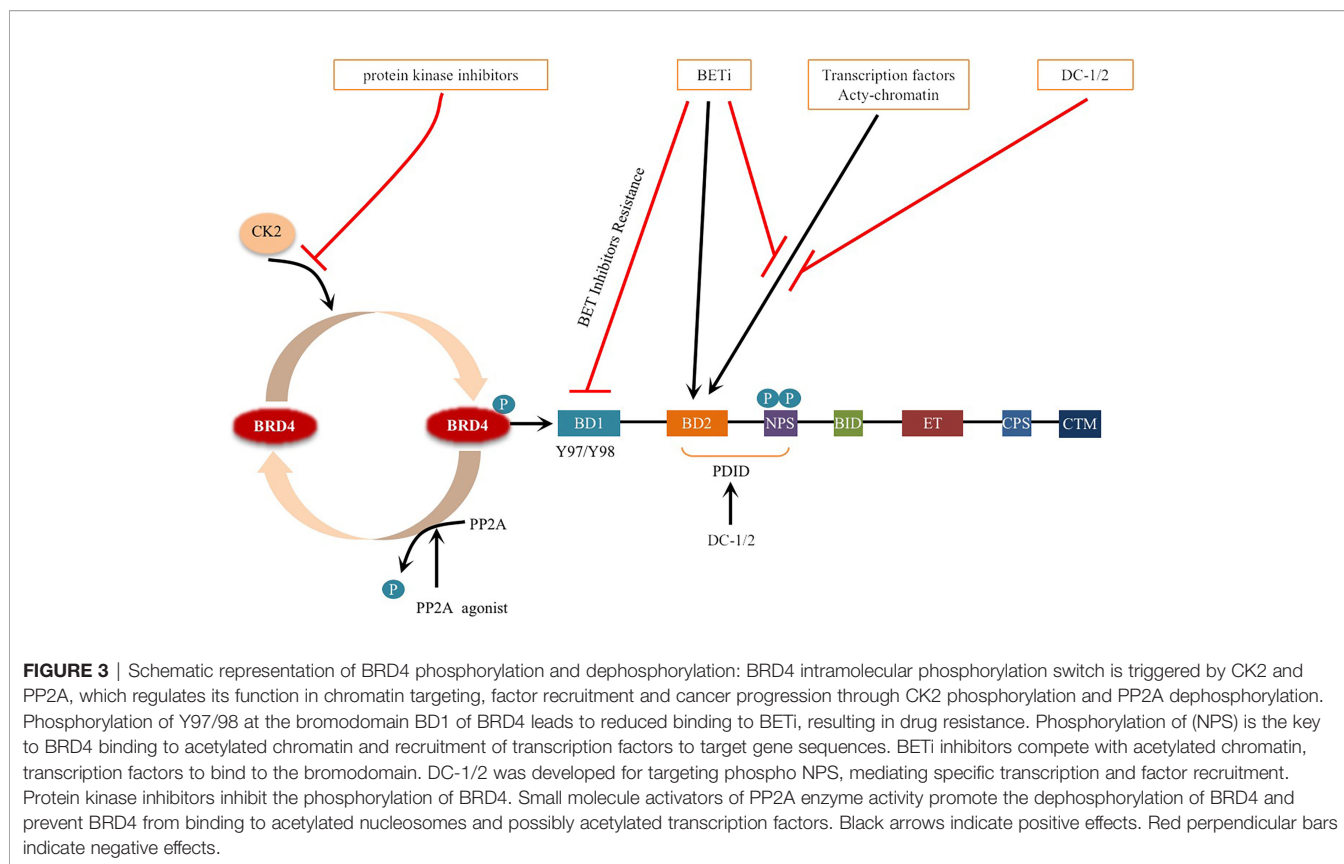 protein kinase inhibitors
BETi
Transcription factors
Acty-chromatin
DC-1/2
CK2
BET Inhibitors Resistance
BRD4
BRD4
P
BD1
BD2
P P
NPS
BID
ET
CPS
CTM
Y97/Y98
PDID
DC-1/2
PP2A
P
PP2A agonist
FIGURE 3 | Schematic representation of BRD4 phosphorylation and dephosphorylation: BRD4 intramolecular phosphorylation switch is triggered by CK2 and
PP2A, which regulates its function in chromatin targeting, factor recruitment and cancer progression through CK2 phosphorylation and PP2A dephosphorylation.
Phosphorylation of Y97/98 at the bromodomain BD1 of BRD4 leads to reduced binding to BETi, resulting in drug resistance. Phosphorylation of (NPS) is the key
to BRD4 binding to acetylated chromatin and recruitment of transcription factors to target gene sequences. BETi inhibitors compete with acetylated chromatin,
transcription factors to bind to the bromodomain. DC-1/2 was developed for targeting phospho NPS, mediating specific transcription and factor recruitment.
Protein kinase inhibitors inhibit the phosphorylation of BRD4. Small molecule activators of PP2A enzyme activity promote the dephosphorylation of BRD4 and
prevent BRD4 from binding to acetylated nucleosomes and possibly acetylated transcription factors. Black arrows indicate positive effects. Red perpendicular bars
indicate negative effects.